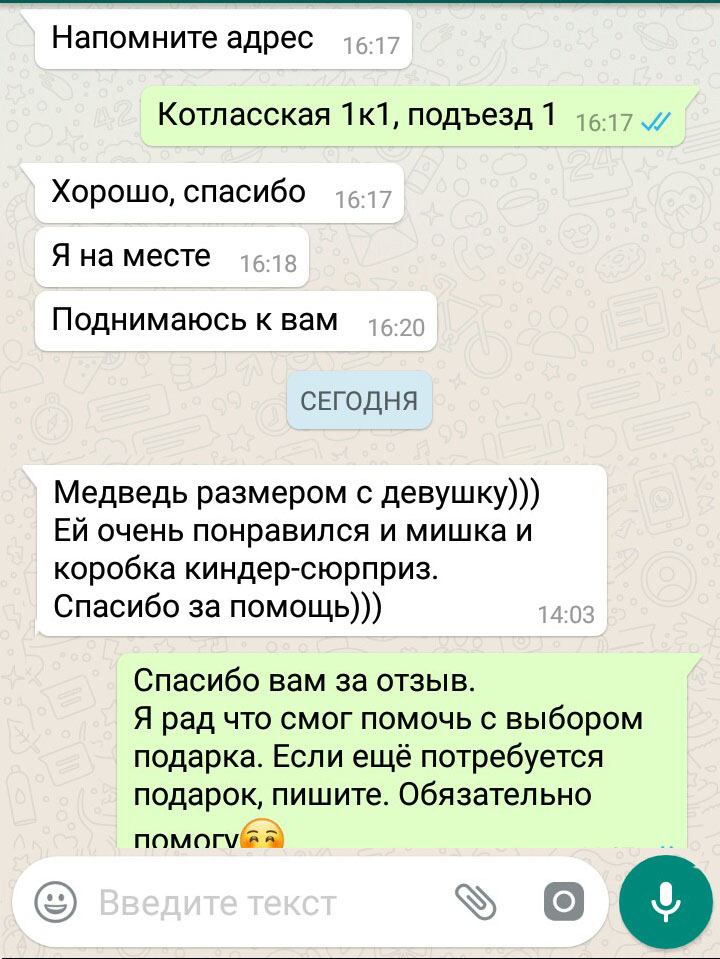 Напомните адрес 16:17
Котласская 1к1, подъезд 1 16:17
Хорошо, спасибо 16:17
Я на месте 16:18
Поднимаюсь к вам 16:20
СЕГОДНЯ
Медведь размером с девушку)))
Ей очень понравился и мишка и
коробка киндер-сюрприз.
Спасибо за помощь))) 14:03
Спасибо вам за отзыв.
Я рад что смог помочь с выбором
подарка. Если ещё потребуется
подарок, пишите. Обязательно
помогу😊
Введите текст